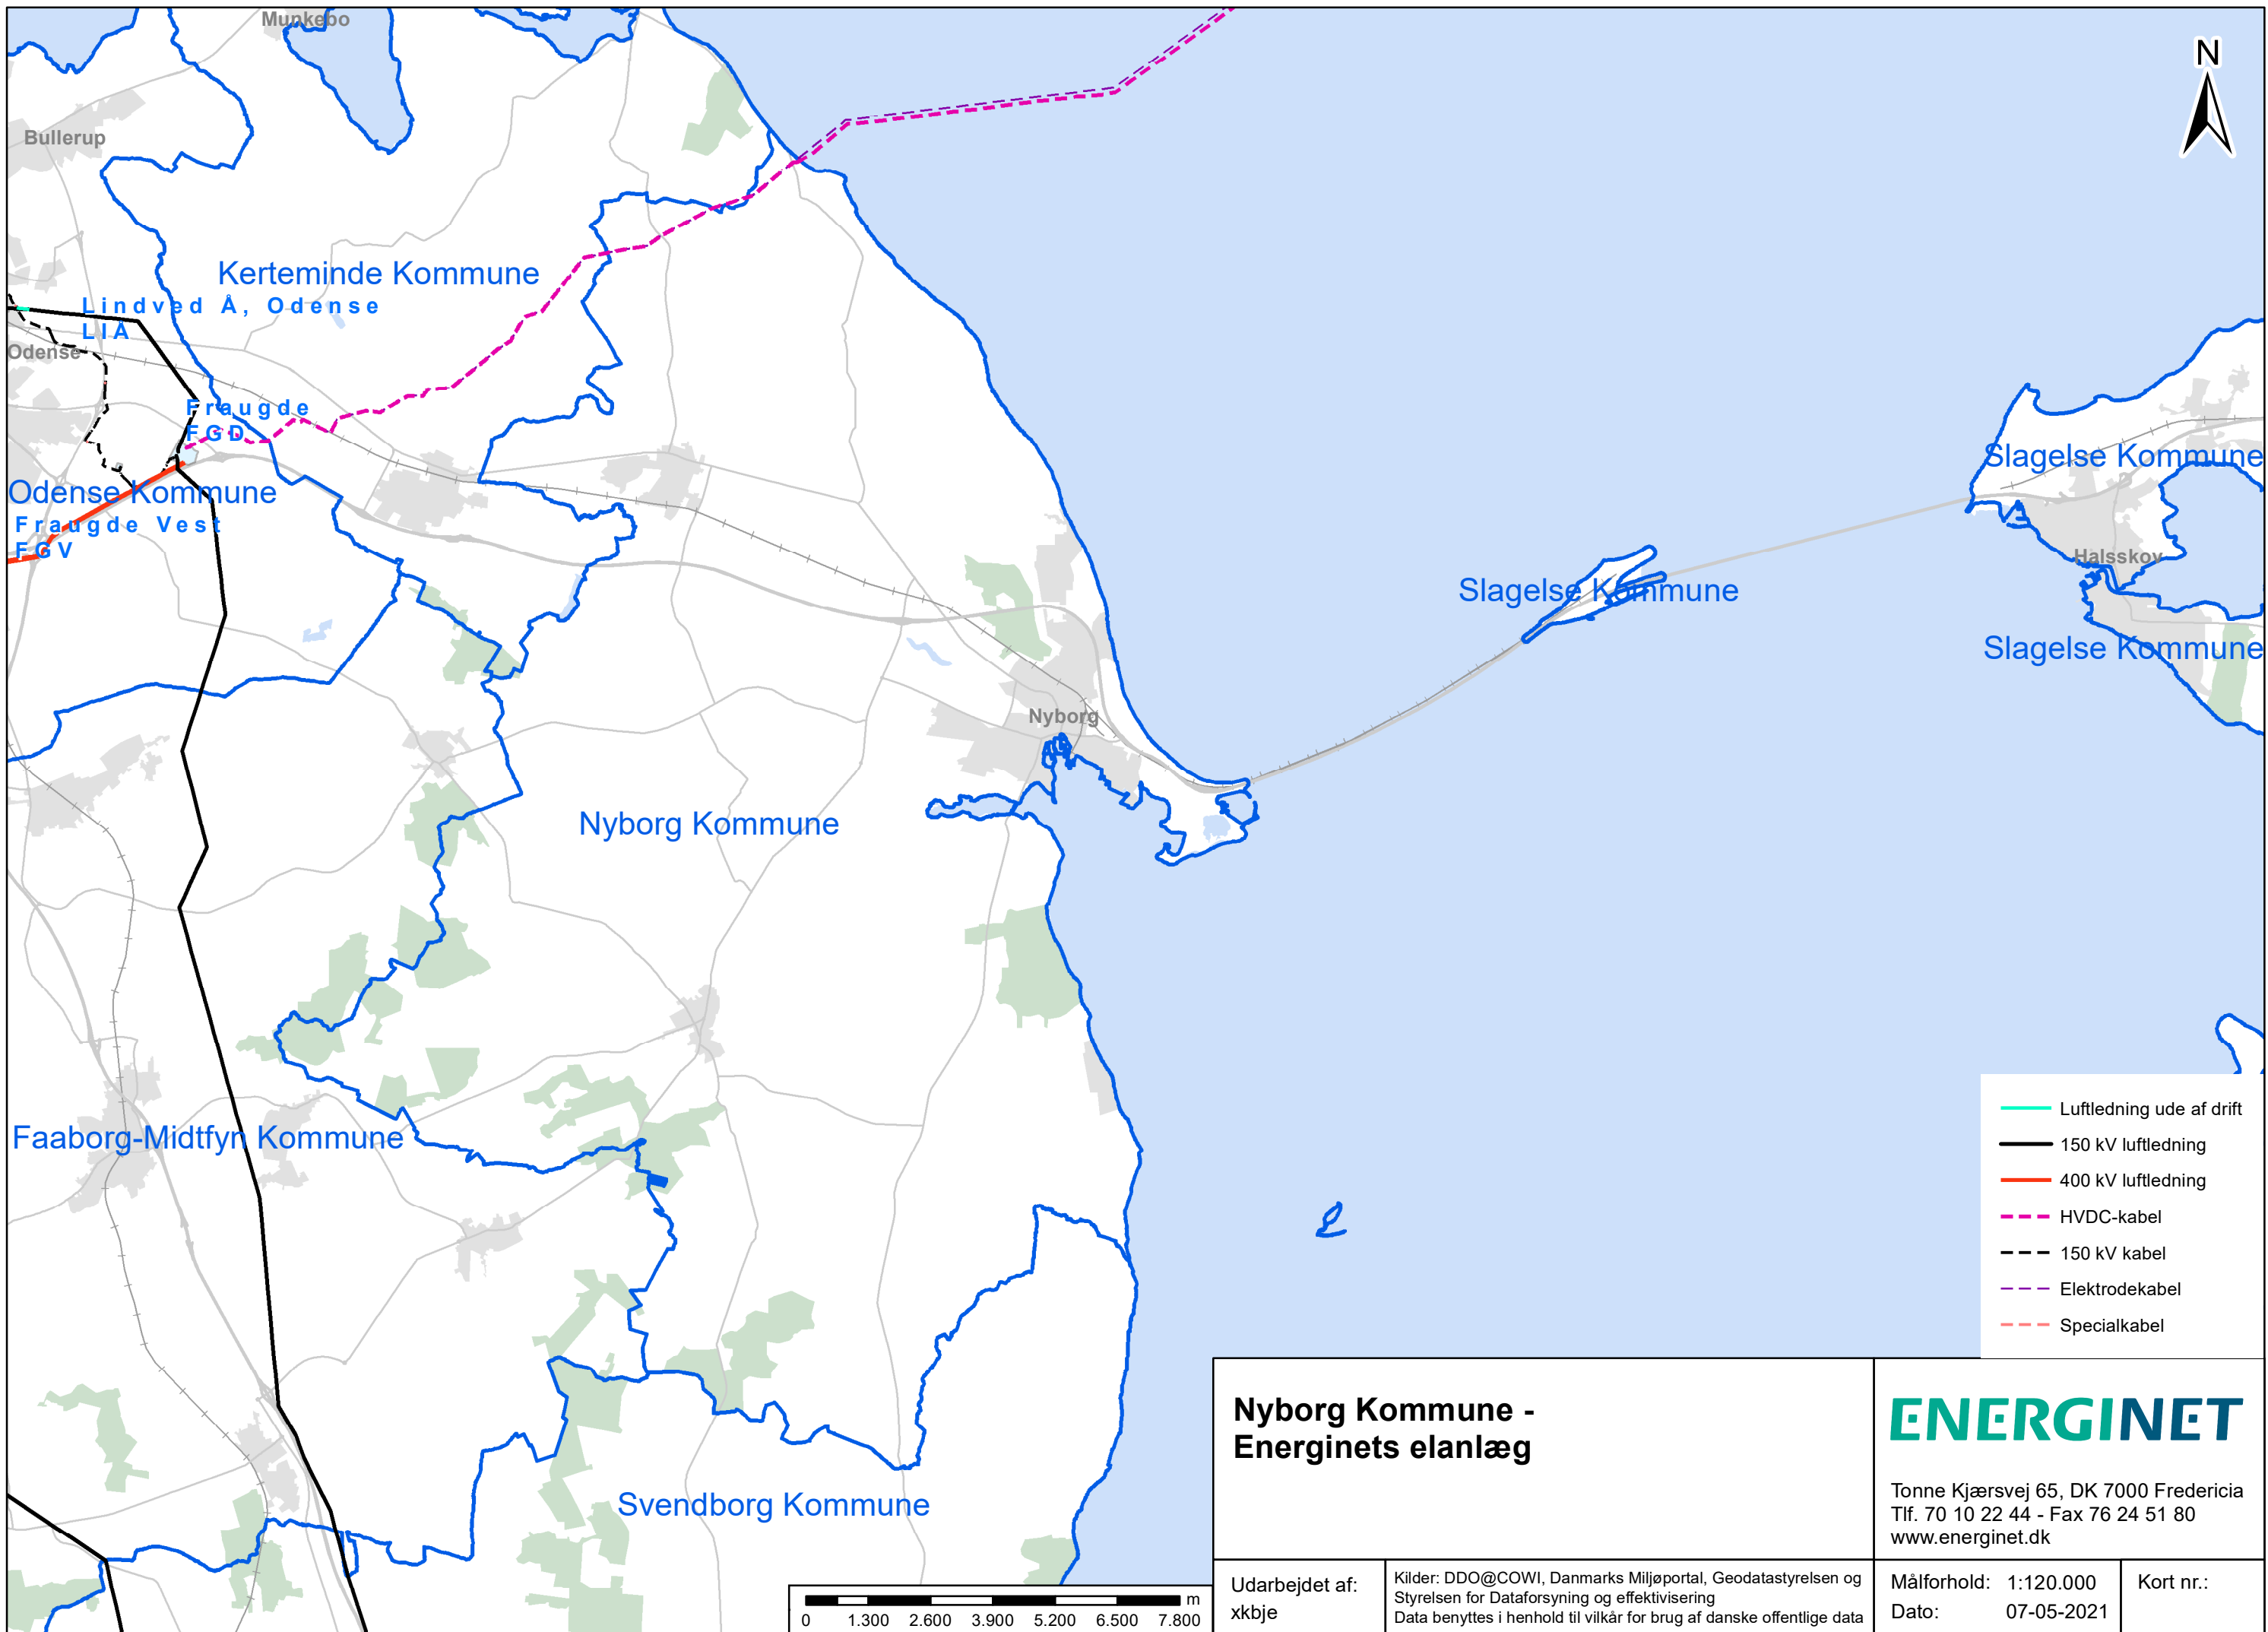 Munkebo
N
Bullerup
Kerteminde Kommune
Lindved Å, Odense
LIA
Odense
Fraugde
FGD
Slagelse Kommune
Odense Kommune
Fraugde Vest
FGV
Halsskov
Slagelse Kommune
Slagelse Kommune
Nyborg
Nyborg Kommune
Faaborg-Midtfyn Kommune
Svendborg Kommune
Luftledning ude af drift
150 kV luftledning
400 kV luftledning
HVDC-kabel
150 kV kabel
Elektrodekabel
Specialkabel
Nyborg Kommune -
Energinets elanlæg
ENERGINET
Tonne Kjærsvej 65, DK 7000 Fredericia
Tlf. 70 10 22 44 - Fax 76 24 51 80
www.energinet.dk
m
0 1.300 2.600 3.900 5.200 6.500 7.800
Udarbejdet af:
xkbje
Kilder: DDO@COWI, Danmarks Miljøportal, Geodatastyrelsen og
Styrelsen for Dataforsyning og effektivisering
Data benyttes i henhold til vilkår for brug af danske offentlige data
Målforhold: 1:120.000
Dato: 07-05-2021
Kort nr.: